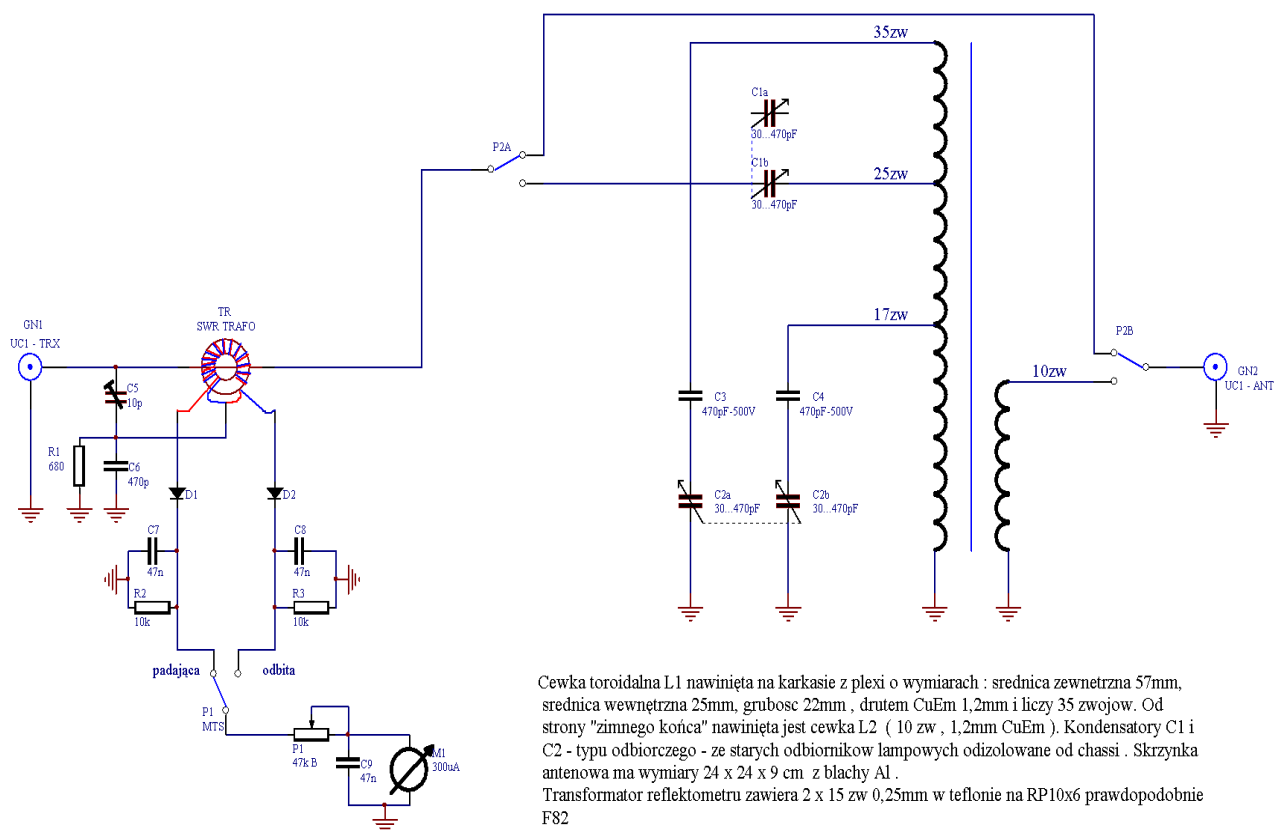 35zw
C1a
30...470pF
P2A
C1b
30...470pF
25zw
TR
SWR TRAFO
GN1
UC1 - TRX
17zw
P2B
10zw
GN2
UC1 - ANT
C5
10p
C3
470pF-500V
C4
470pF-500V
R1
680
C6
470p
D1
D2
C2a
30...470pF
C2b
30...470pF
C7
47n
C8
47n
R2
10k
R3
10k
padająca
odbita
P1
MTS
P1
47k B
C9
47n
M1
300uA
Cewka toroidalna L1 nawinięta na karkasie z plexi o wymiarach : srednica zewnetrzna 57mm,
srednica wewnętrzna 25mm, grubosc 22mm , drutem CuEm 1,2mm i liczy 35 zwojow. Od
strony "zimnego końca" nawinięta jest cewka L2 ( 10 zw , 1,2mm CuEm ). Kondensatory C1 i
C2 - typu odbiorczego - ze starych odbiornikow lampowych odizolowane od chassi . Skrzynka
antenowa ma wymiary 24 x 24 x 9 cm z blachy Al .
Transformator reflektometru zawiera 2 x 15 zw 0,25mm w teflonie na RP10x6 prawdopodobnie
F82